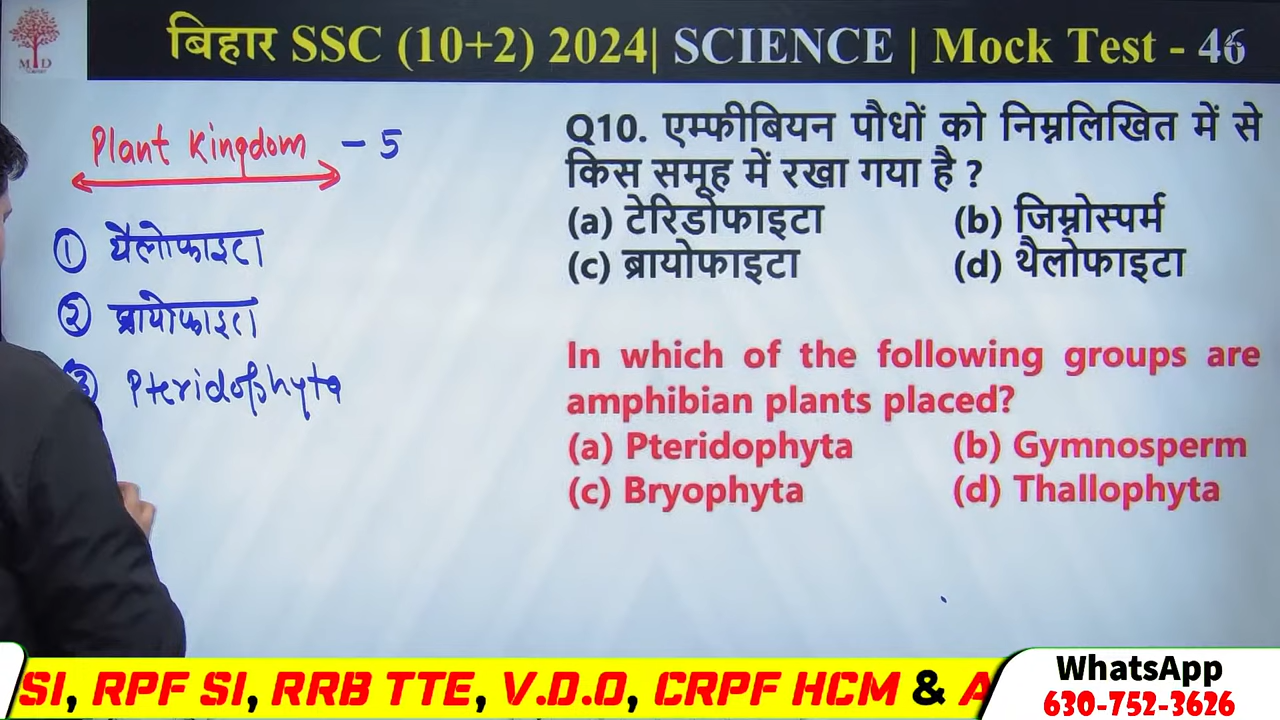 बिहार SSC (10+2) 2024| SCIENCE | Mock Test - 46
Plant Kingdom - 5
① थैलोफाइटा
② ब्रायोफाइटा
③ Pteridophyta
Q10. एम्फीबियन पौधों को निम्नलिखित में से
किस समूह में रखा गया है ?
(a) टेरिडोफाइटा (b) जिम्नोस्पर्म
(c) ब्रायोफाइटा (d) थैलोफाइटा
In which of the following groups are
amphibian plants placed?
(a) Pteridophyta (b) Gymnosperm
(c) Bryophyta (d) Thallophyta
SI, RPF SI, RRB TTE, V.D.O, CRPF HCM & A
WhatsApp
630-752-3626